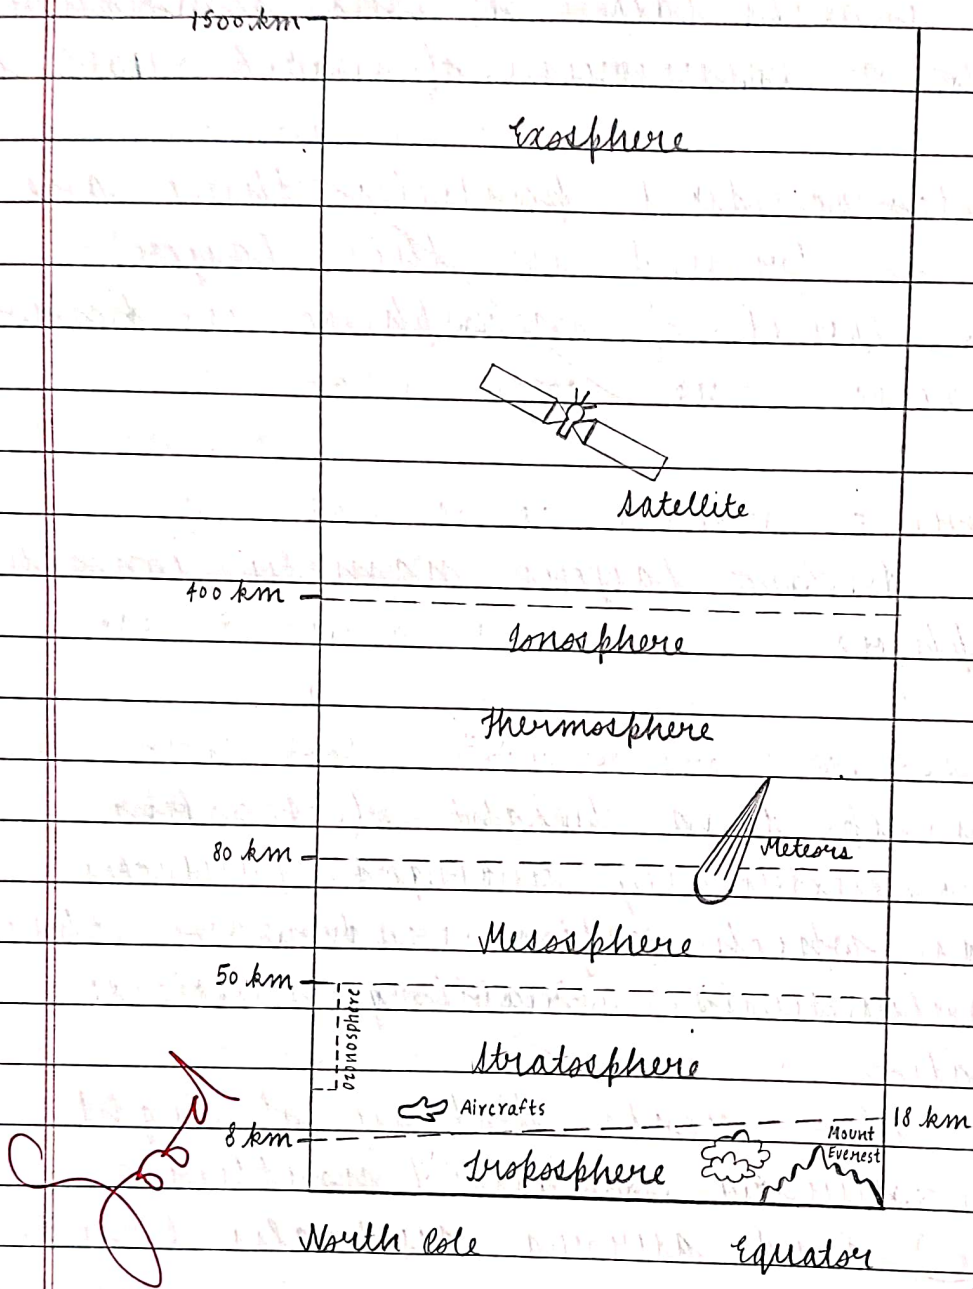 1500 km
Exosphere
Satellite
400 km
Ionosphere
Thermosphere
Meteors
80 km
Mesosphere
50 km
Ozonosphere
Stratosphere
Aircrafts
18 km
8 km
Mount
Everest
Troposphere
North Pole
Equator